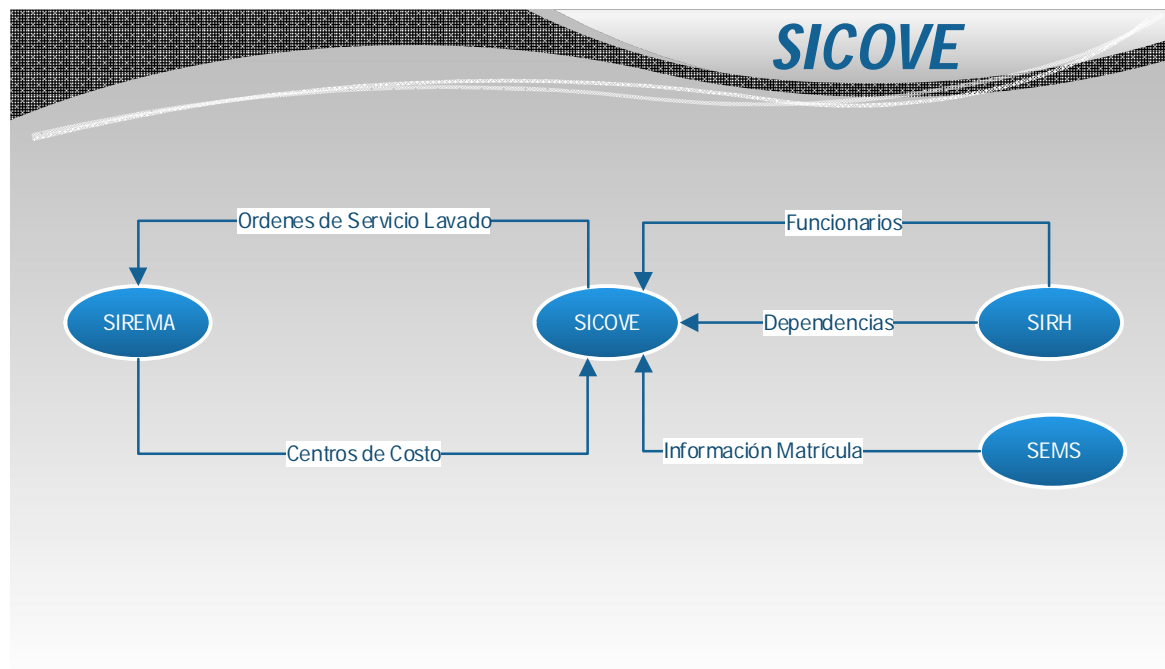 SICOVE
Ordenes de Servicio Lavado
Funcionarios
SIREMA
SICOVE
Dependencias
SIRH
Centros de Costo
Información Matrícula
SEMS